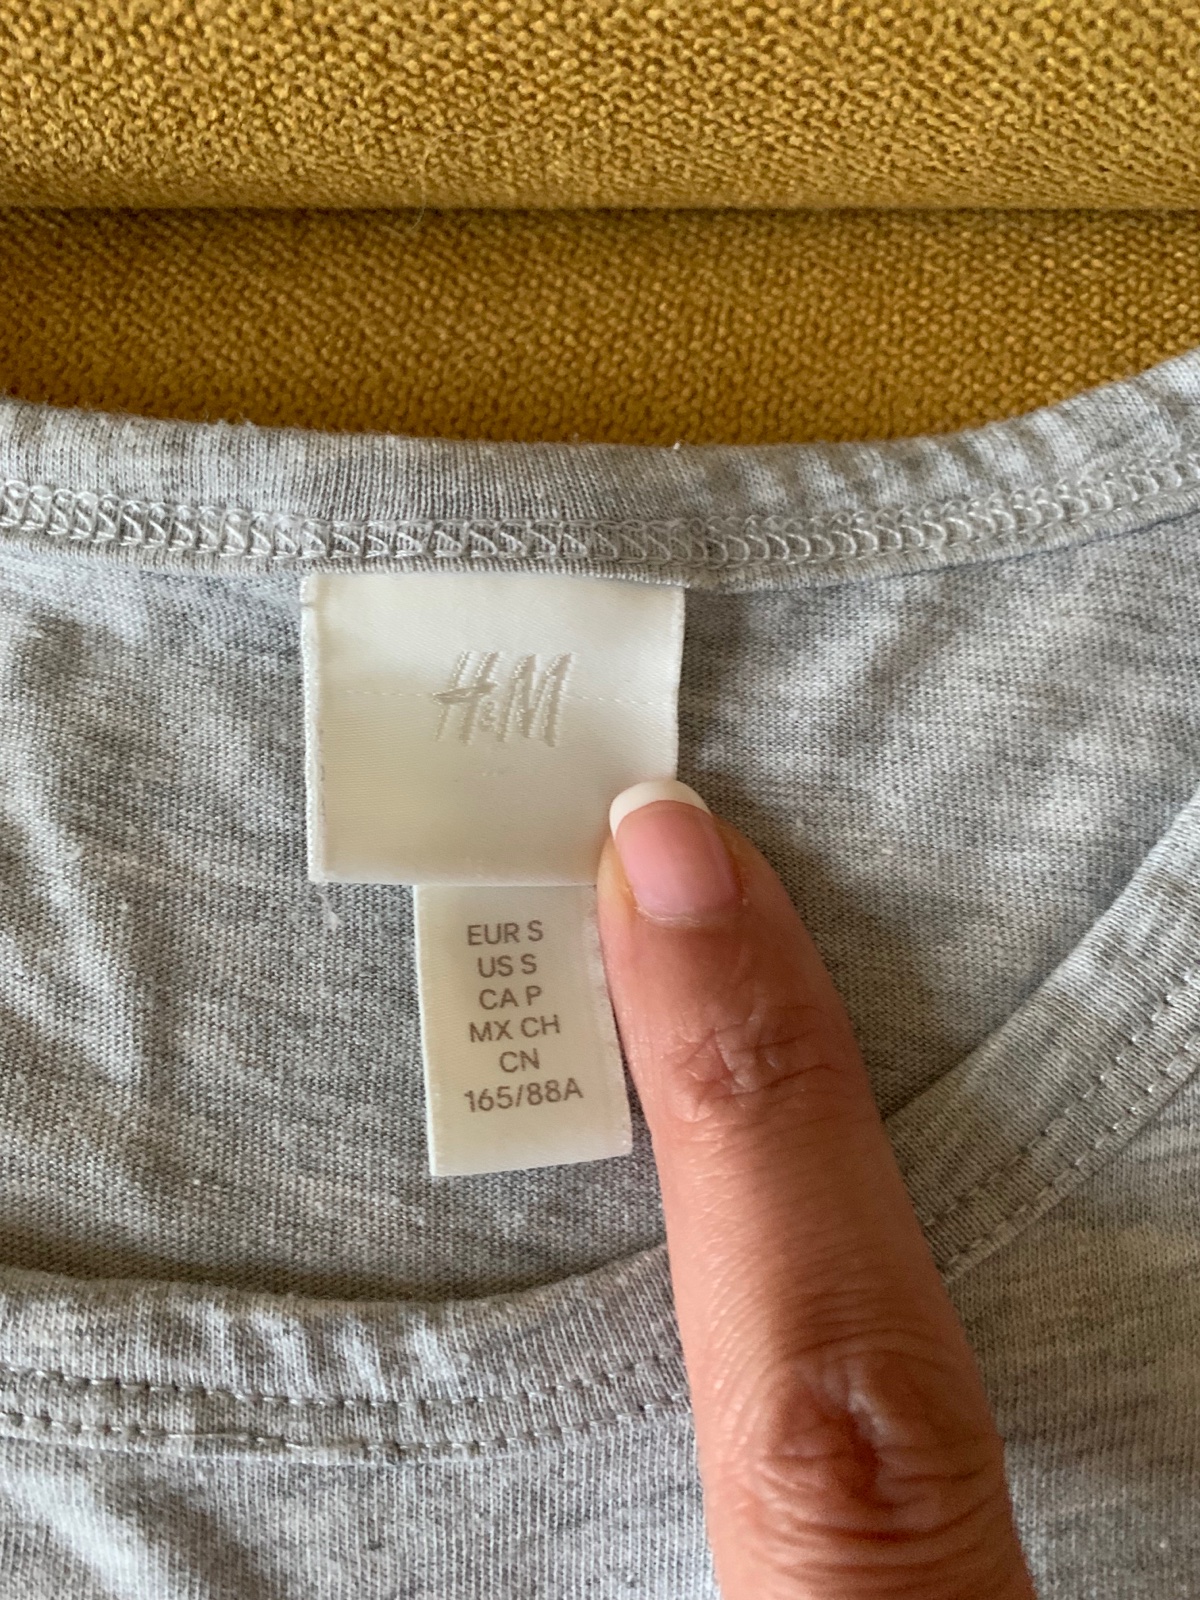 H&M
EUR S
US S
CA P
MX CH
CN
165/88A